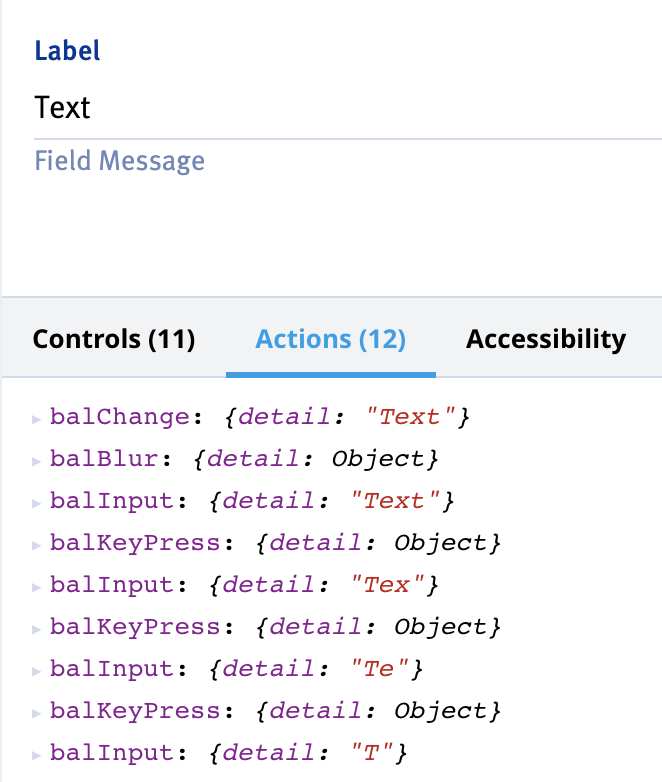 Label
Text
Field Message
Controls (11) Actions (12) Accessibility
balChange: {detail: "Text"}
balBlur: {detail: Object}
balInput: {detail: "Text"}
balKeyPress: {detail: Object}
balInput: {detail: "Tex"}
balKeyPress: {detail: Object}
balInput: {detail: "Te"}
balKeyPress: {detail: Object}
balInput: {detail: "T"}